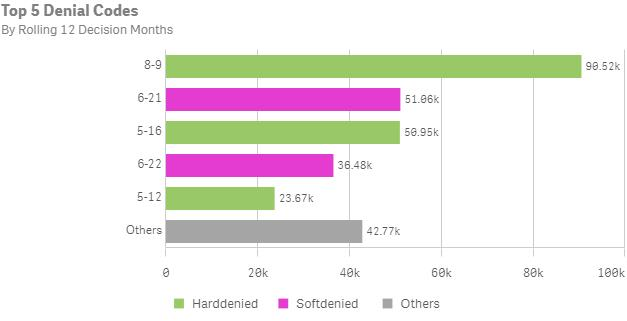 Top 5 Denial Codes
By Rolling 12 Decision Months
8-9 90.52k
6-21 51.06k
5-16 50.95k
6-22 36.48k
5-12 23.67k
Others 42.77k
0 20k 40k 60k 80k 100k
Harddenied Softdenied Others